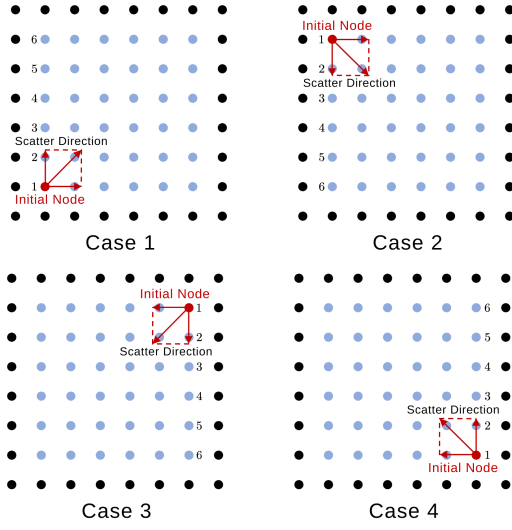 6
5
4
3
Scatter Direction
2
1
Initial Node
Case 1
Initial Node
1
2
Scatter Direction
3
4
5
6
Case 2
Initial Node
1
2
Scatter Direction
3
4
5
6
Case 3
6
5
4
3
Scatter Direction
2
1
Initial Node
Case 4